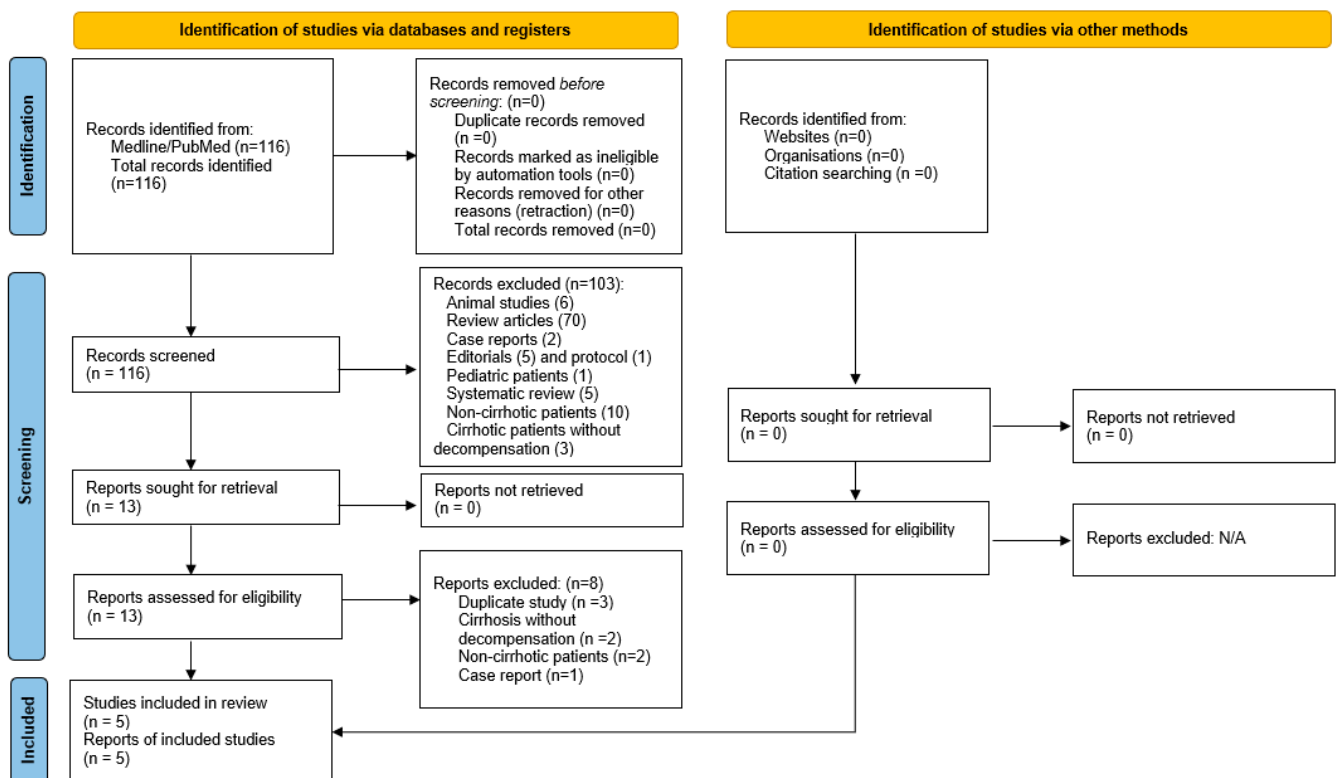 Identification of studies via databases and registers
Identification of studies via other methods
Identification
Records identified from:
Medline/PubMed (n=116)
Total records identified
(n=116)
Records removed before
screening: (n=0)
Duplicate records removed
(n =0)
Records marked as ineligible
by automation tools (n=0)
Records removed for other
reasons (retraction) (n=0)
Total records removed (n=0)
Records identified from:
Websites (n=0)
Organisations (n=0)
Citation searching (n =0)
Screening
Records screened
(n = 116)
Records excluded (n=103):
Animal studies (6)
Review articles (70)
Case reports (2)
Editorials (5) and protocol (1)
Pediatric patients (1)
Systematic review (5)
Non-cirrhotic patients (10)
Cirrhotic patients without
decompensation (3)
Reports sought for retrieval
(n = 13)
Reports not retrieved
(n = 0)
Reports sought for retrieval
(n = 0)
Reports not retrieved
(n = 0)
Reports assessed for eligibility
(n = 13)
Reports excluded: (n=8)
Duplicate study (n =3)
Cirrhosis without
decompensation (n =2)
Non-cirrhotic patients (n=2)
Case report (n=1)
Reports assessed for eligibility
(n = 0)
Reports excluded: N/A
Included
Studies included in review
(n = 5)
Reports of included studies
(n = 5)